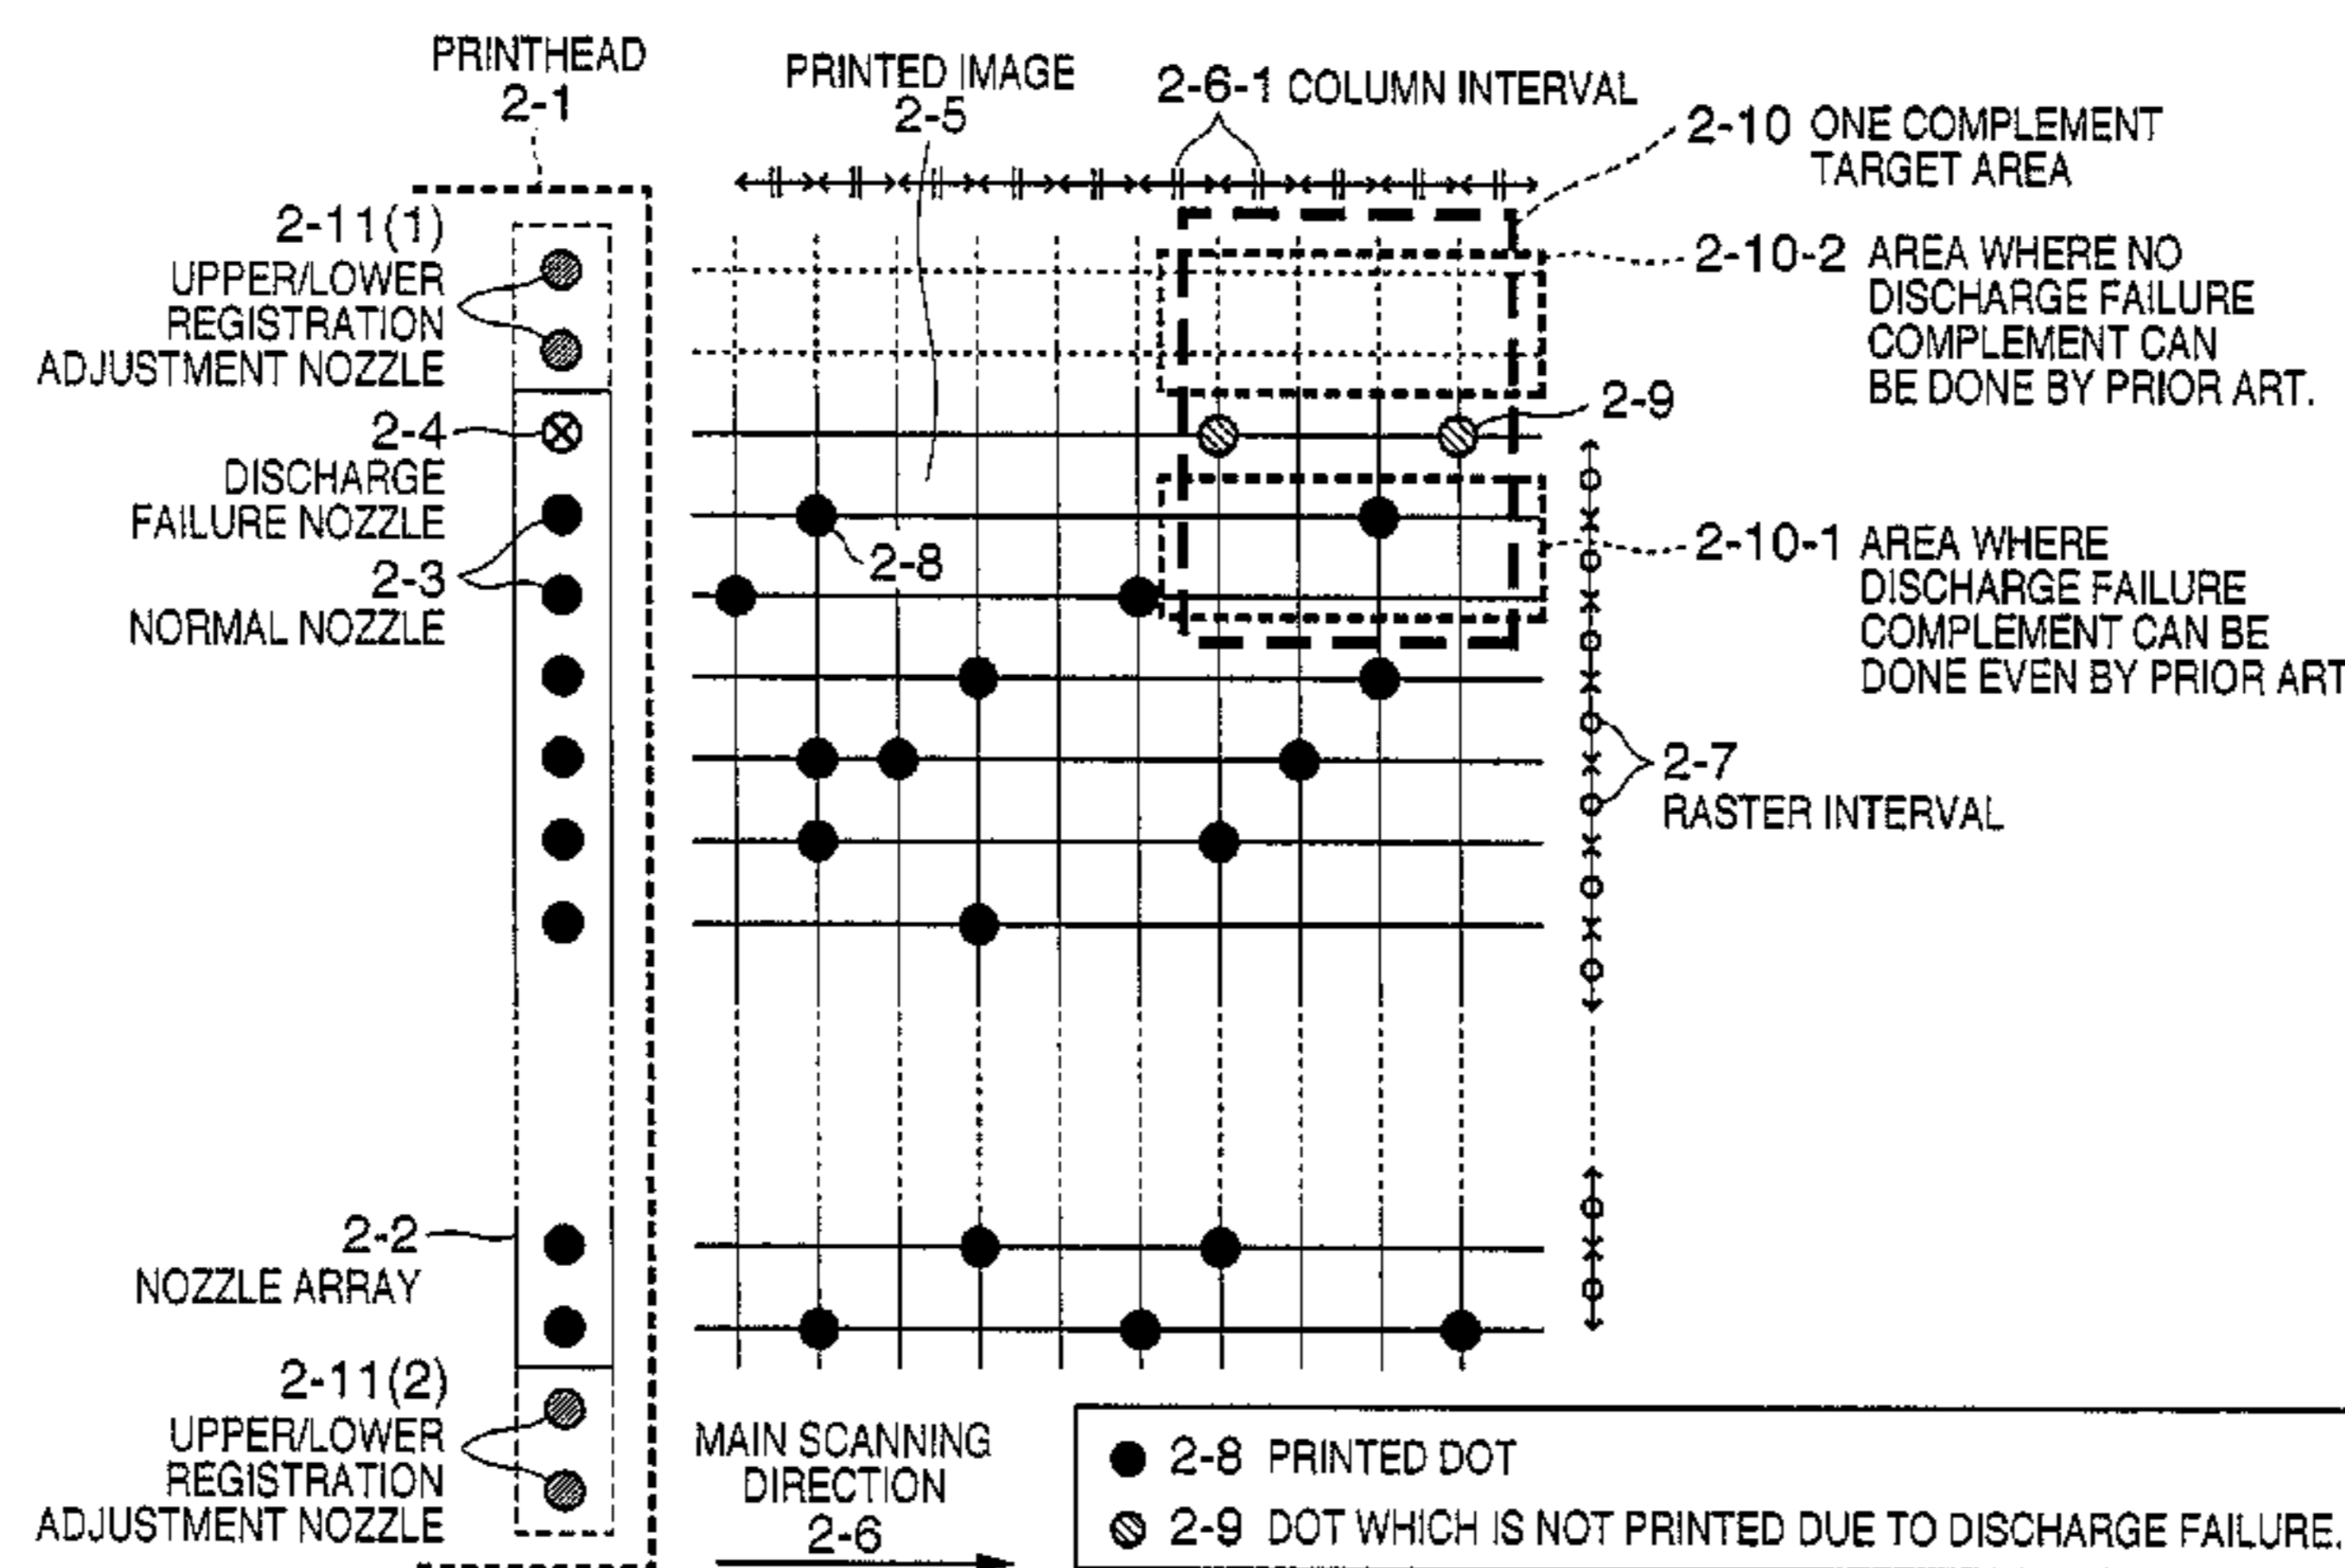 PRINTHEAD
2-1
PRINTED IMAGE
2-5
2-6-1 COLUMN INTERVAL
2-10 ONE COMPLEMENT
TARGET AREA
2-11(1)
UPPER/LOWER
REGISTRATION
ADJUSTMENT NOZZLE
2-10-2 AREA WHERE NO
DISCHARGE FAILURE
COMPLEMENT CAN
BE DONE BY PRIOR ART.
2-4
DISCHARGE
FAILURE NOZZLE
2-9
2-3
NORMAL NOZZLE
2-8
2-10-1 AREA WHERE
DISCHARGE FAILURE
COMPLEMENT CAN BE
DONE EVEN BY PRIOR ART
2-7
RASTER INTERVAL
2-2
NOZZLE ARRAY
2-11(2)
UPPER/LOWER
REGISTRATION
ADJUSTMENT NOZZLE
MAIN SCANNING
DIRECTION
2-6
2-8 PRINTED DOT
2-9 DOT WHICH IS NOT PRINTED DUE TO DISCHARGE FAILURE.